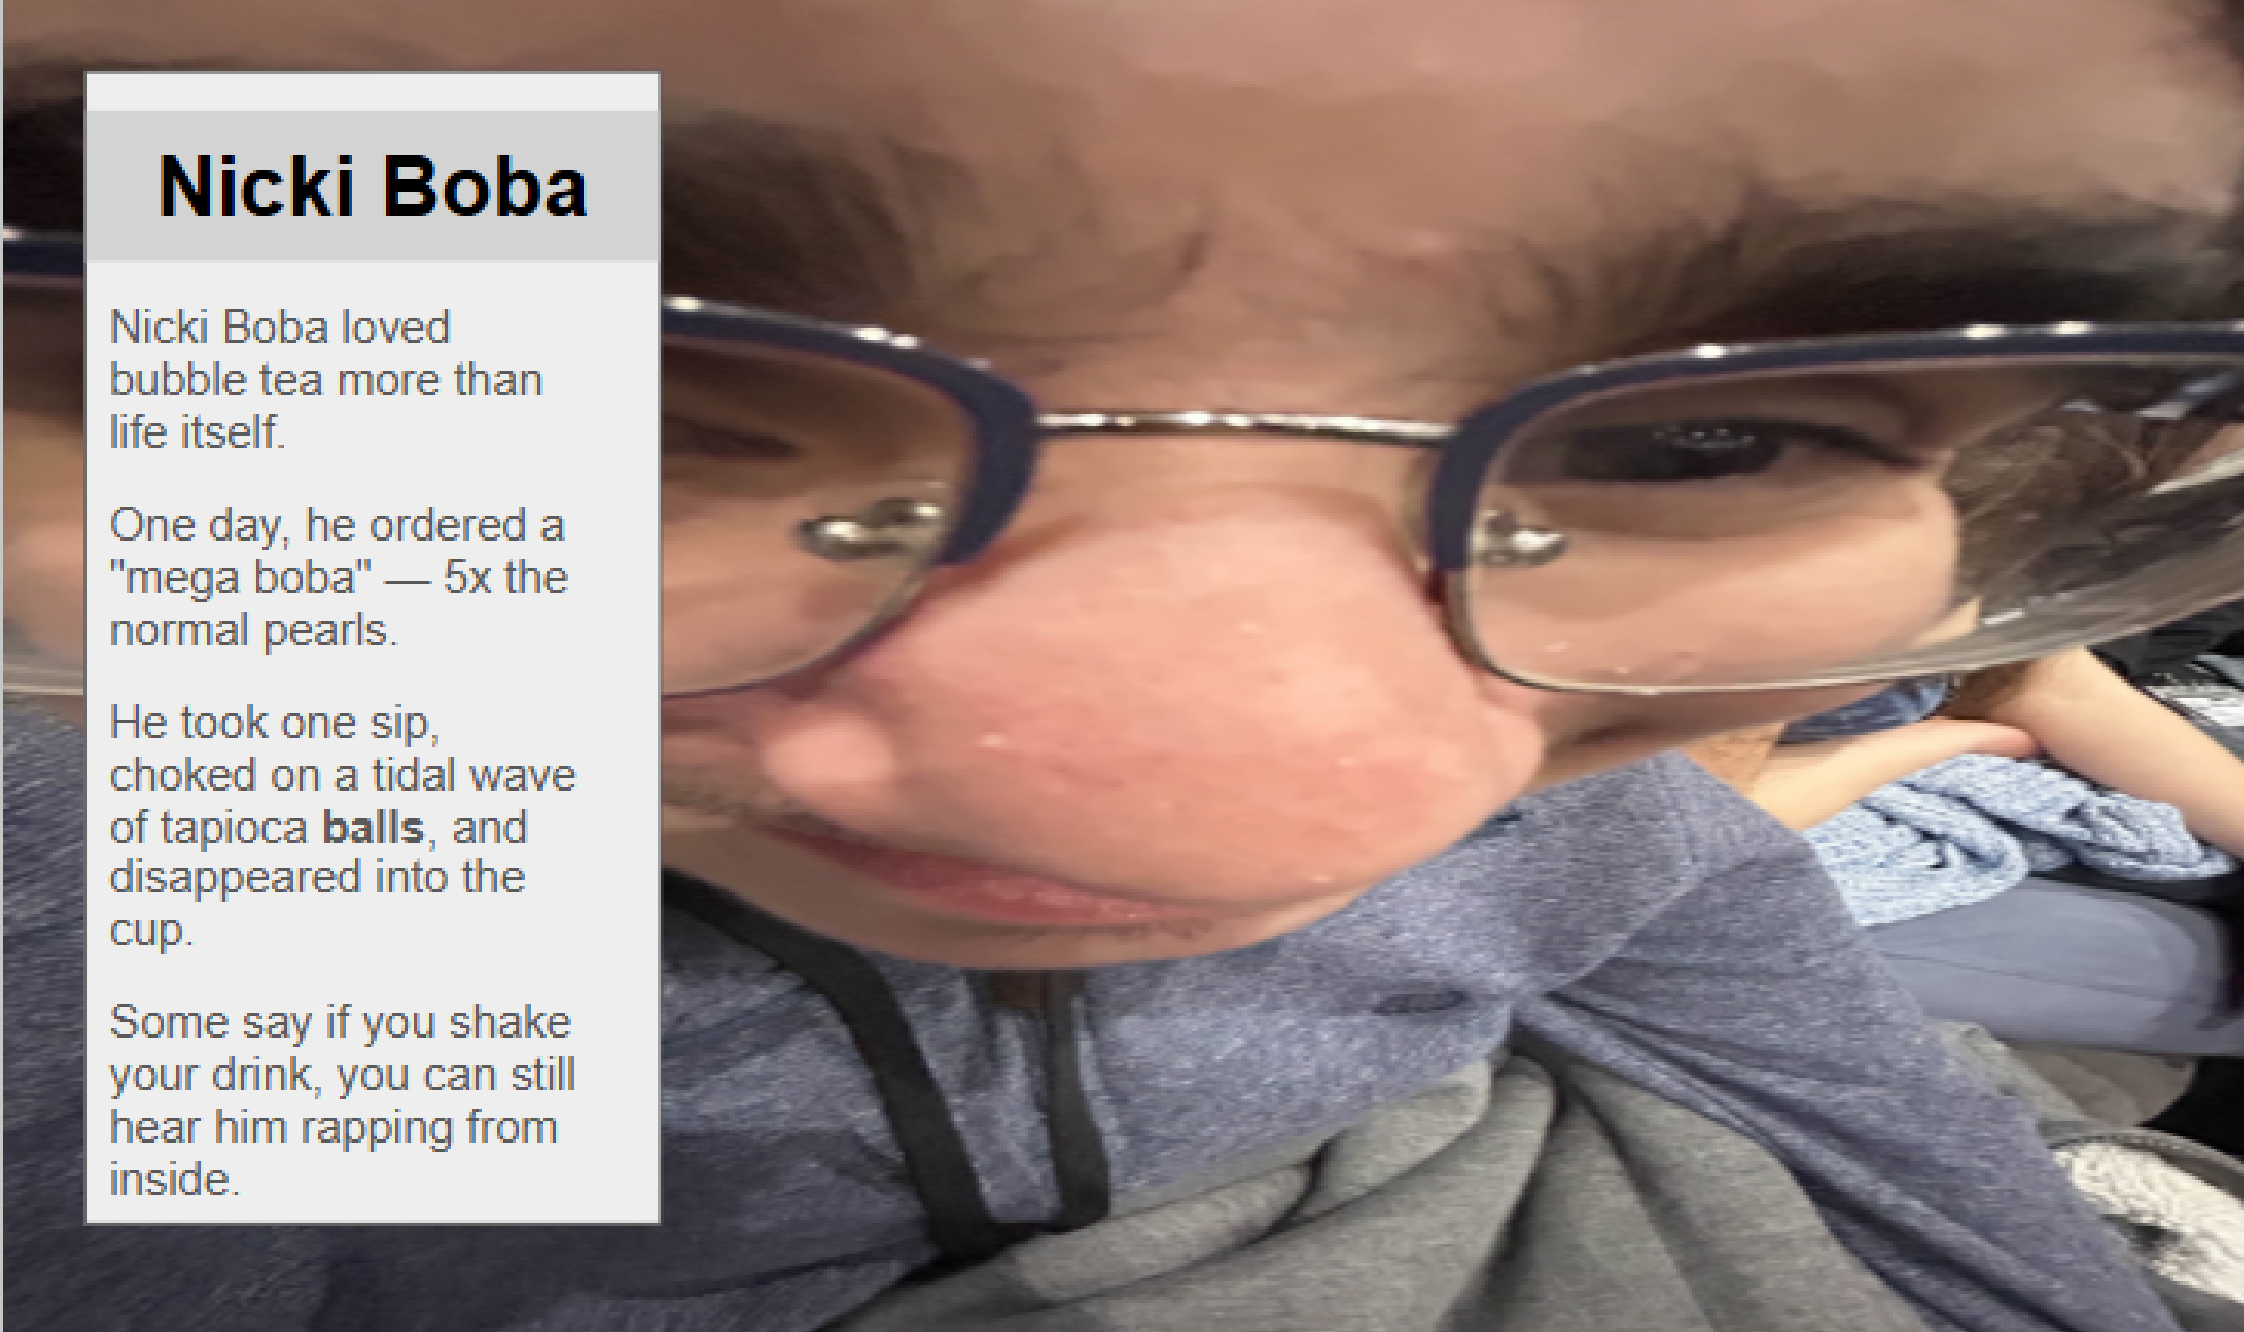 Nicki Boba
Nicki Boba loved
bubble tea more than
life itself.
One day, he ordered a
"mega boba" — 5x the
normal pearls.
He took one sip,
choked on a tidal wave
of tapioca balls, and
disappeared into the
cup.
Some say if you shake
your drink, you can still
hear him rapping from
inside.